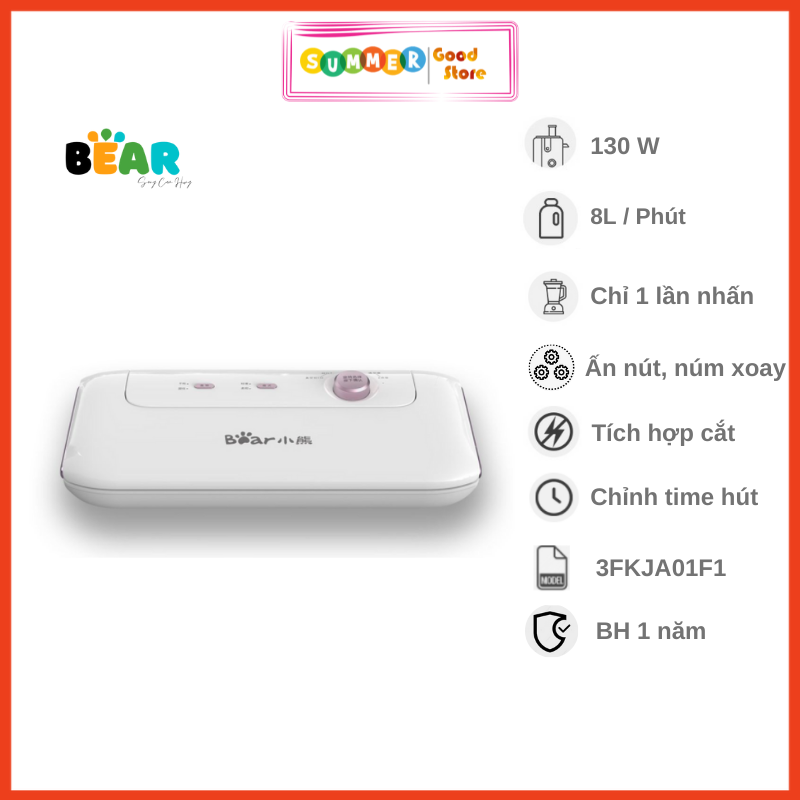 SUMMER
Good
Store
BEAR
130 W
8L / Phút
Chỉ 1 lần nhấn
Ấn nút, núm xoay
Bear小熊
Tích hợp cắt
Chỉnh time hút
MODEL
3FKJA01F1
BH 1 năm